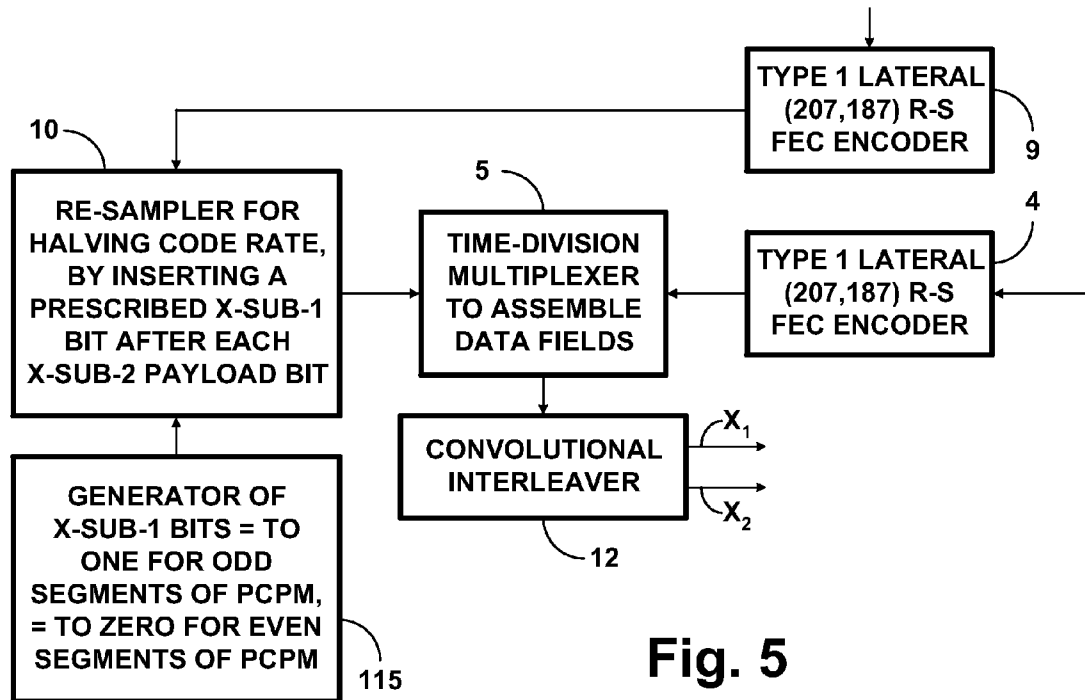 TYPE 1 LATERAL
(207,187) R-S
FEC ENCODER
9
10
RE-SAMPLER FOR
HALVING CODE RATE,
BY INSERTING A
PRESCRIBED X-SUB-1
BIT AFTER EACH
X-SUB-2 PAYLOAD BIT
5
TIME-DIVISION
MULTIPLEXER
TO ASSEMBLE
DATA FIELDS
4
TYPE 1 LATERAL
(207,187) R-S
FEC ENCODER
CONVOLUTIONAL
INTERLEAVER
X₁
X₂
12
GENERATOR OF
X-SUB-1 BITS = TO
ONE FOR ODD
SEGMENTS OF PCPM,
= TO ZERO FOR EVEN
SEGMENTS OF PCPM
115
Fig. 5